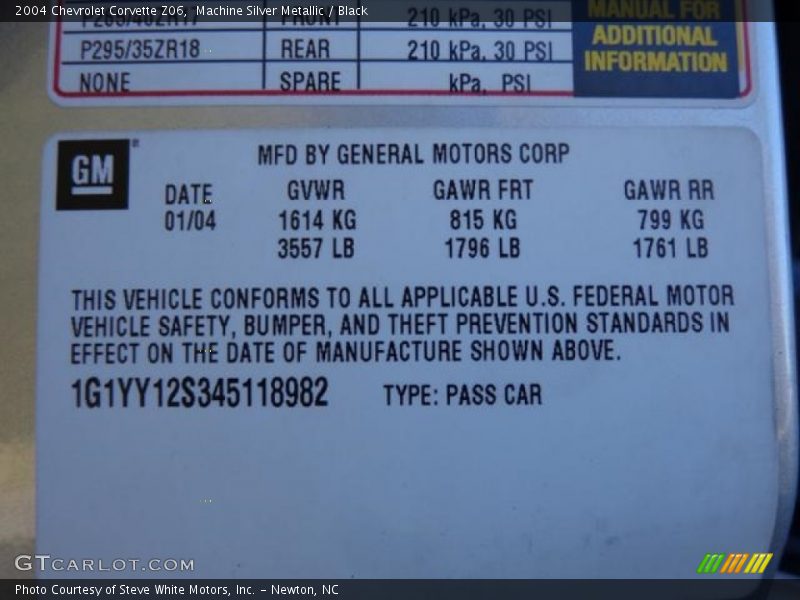 2004 Chevrolet Corvette Z06, Machine Silver Metallic / Black
FRONT 210 kPa, 30 PSI
MANUAL FOR
P295/35ZR18 REAR 210 kPa, 30 PSI
ADDITIONAL
INFORMATION
NONE SPARE kPa, PSI
GM
MFD BY GENERAL MOTORS CORP
DATE GVWR GAWR FRT GAWR RR
01/04 1614 KG 815 KG 799 KG
3557 LB 1796 LB 1761 LB
THIS VEHICLE CONFORMS TO ALL APPLICABLE U.S. FEDERAL MOTOR
VEHICLE SAFETY, BUMPER, AND THEFT PREVENTION STANDARDS IN
EFFECT ON THE DATE OF MANUFACTURE SHOWN ABOVE.
1G1YY12S345118982 TYPE: PASS CAR
GTCARLOT.COM
Photo Courtesy of Steve White Motors, Inc. – Newton, NC